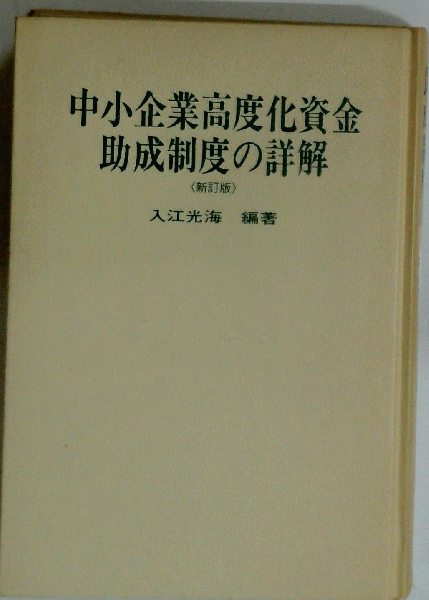 中小企業高度化資金
助成制度の詳解
〈新訂版〉
入江光海 編著